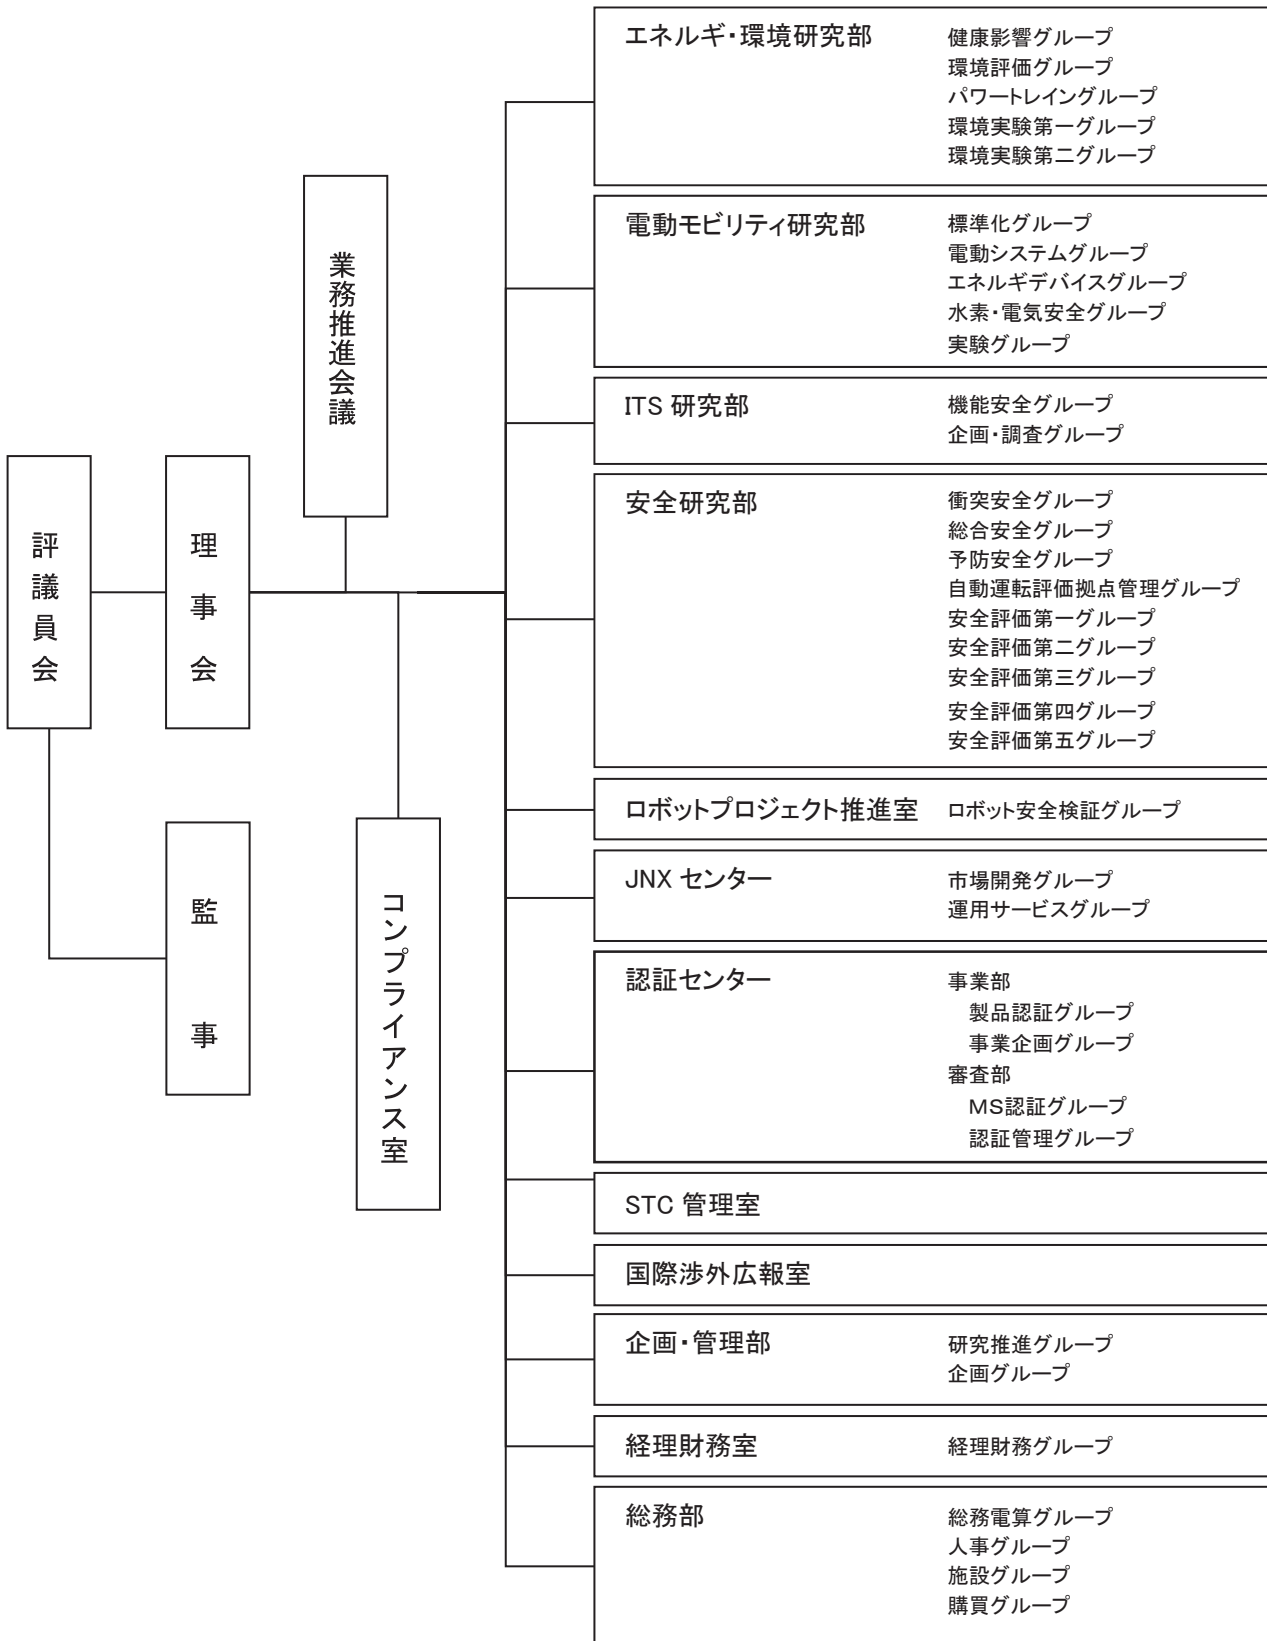 評議員会
理事会
監事
業務推進会議
コンプライアンス室
エネルギ・環境研究部
健康影響グループ
環境評価グループ
パワートレイングループ
環境実験第一グループ
環境実験第二グループ
電動モビリティ研究部
標準化グループ
電動システムグループ
エネルギデバイスグループ
水素・電気安全グループ
実験グループ
ITS 研究部
機能安全グループ
企画・調査グループ
安全研究部
衝突安全グループ
総合安全グループ
予防安全グループ
自動運転評価拠点管理グループ
安全評価第一グループ
安全評価第二グループ
安全評価第三グループ
安全評価第四グループ
安全評価第五グループ
ロボットプロジェクト推進室
ロボット安全検証グループ
JNX センター
市場開発グループ
運用サービスグループ
認証センター
事業部
製品認証グループ
事業企画グループ
審査部
MS認証グループ
認証管理グループ
STC 管理室
国際渉外広報室
企画・管理部
研究推進グループ
企画グループ
経理財務室
経理財務グループ
総務部
総務電算グループ
人事グループ
施設グループ
購買グループ